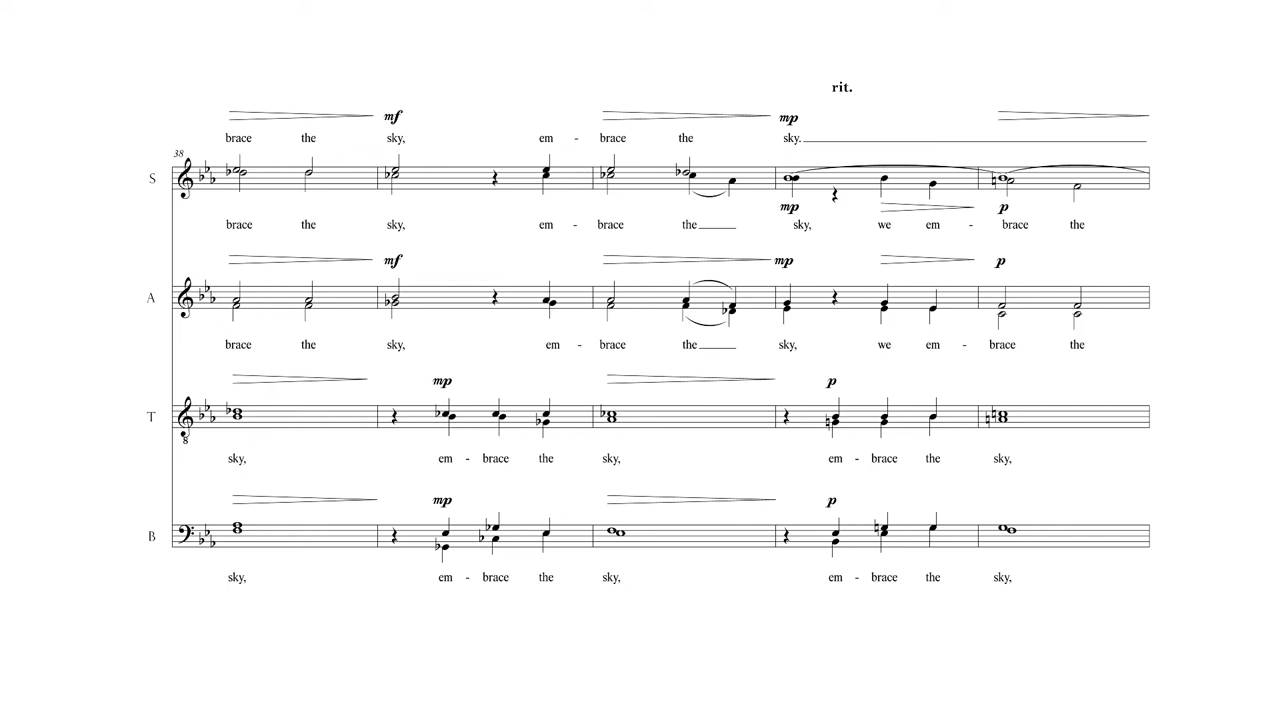 rit.
mf mp
brace the sky, em - brace the sky.
38
S
mp p
brace the sky, em - brace the sky, we em - brace the
mf mp p
A
brace the sky, em - brace the sky, we em - brace the
mp p
T
8
sky, em - brace the sky, em - brace the sky,
mp p
B
sky, em - brace the sky, em - brace the sky,